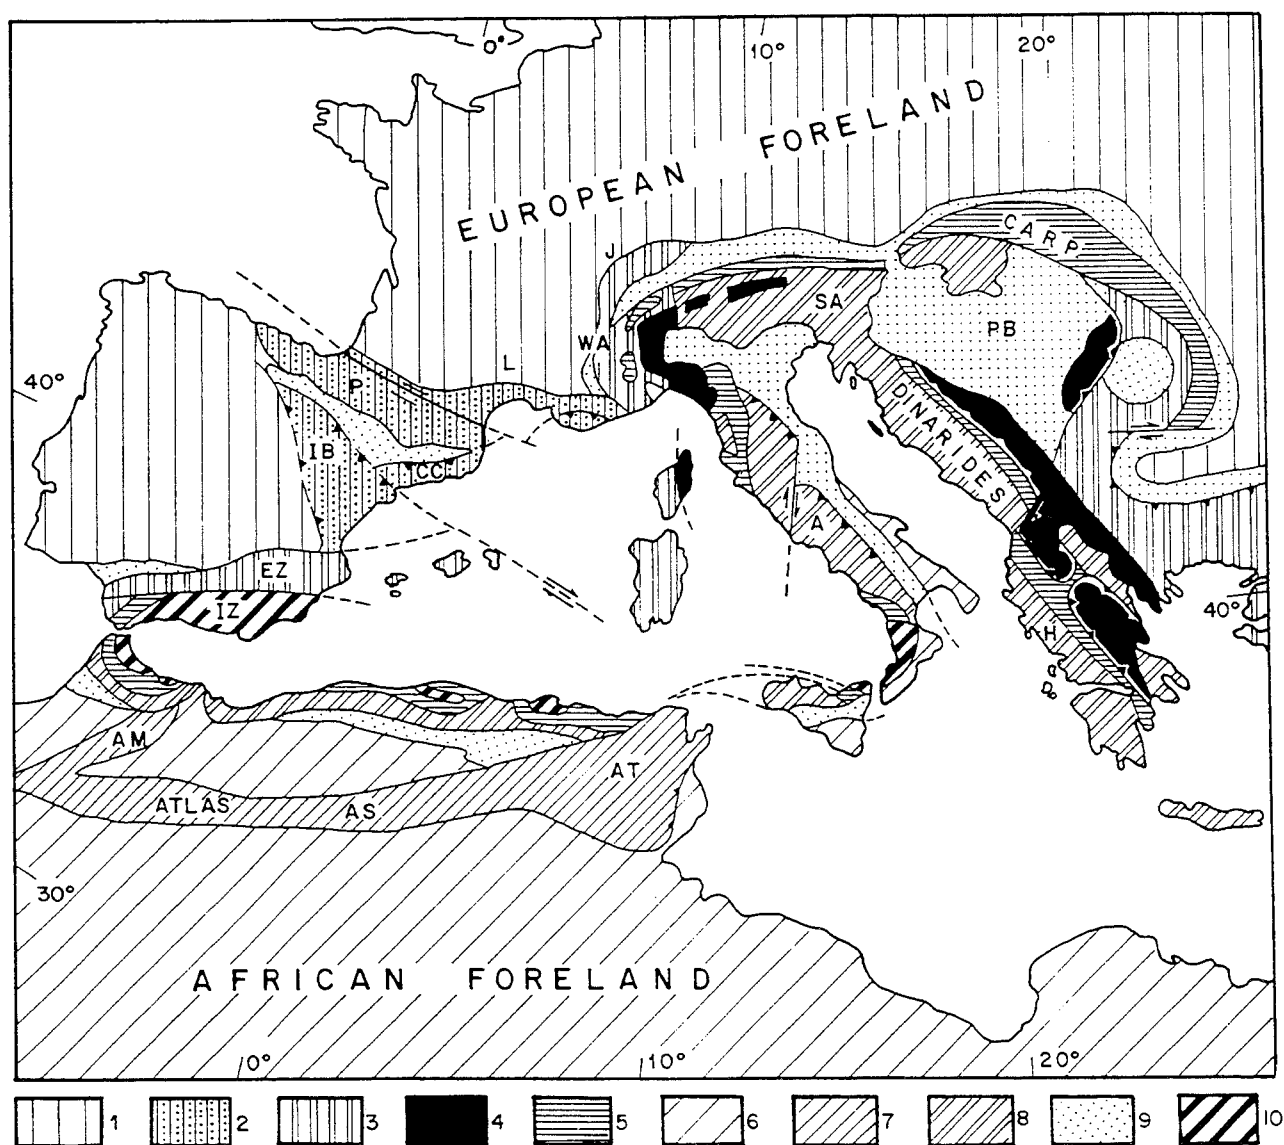 0°
10°
20°
EUROPEAN FORELAND
CARP
J
SA
PB
WA
L
40°
P
DINARIDES
IB
CC
A
EZ
40°
IZ
H
AM
AT
ATLAS
AS
30°
AFRICAN FORELAND
0°
10°
20°
1 2 3 4 5 6 7 8 9 10